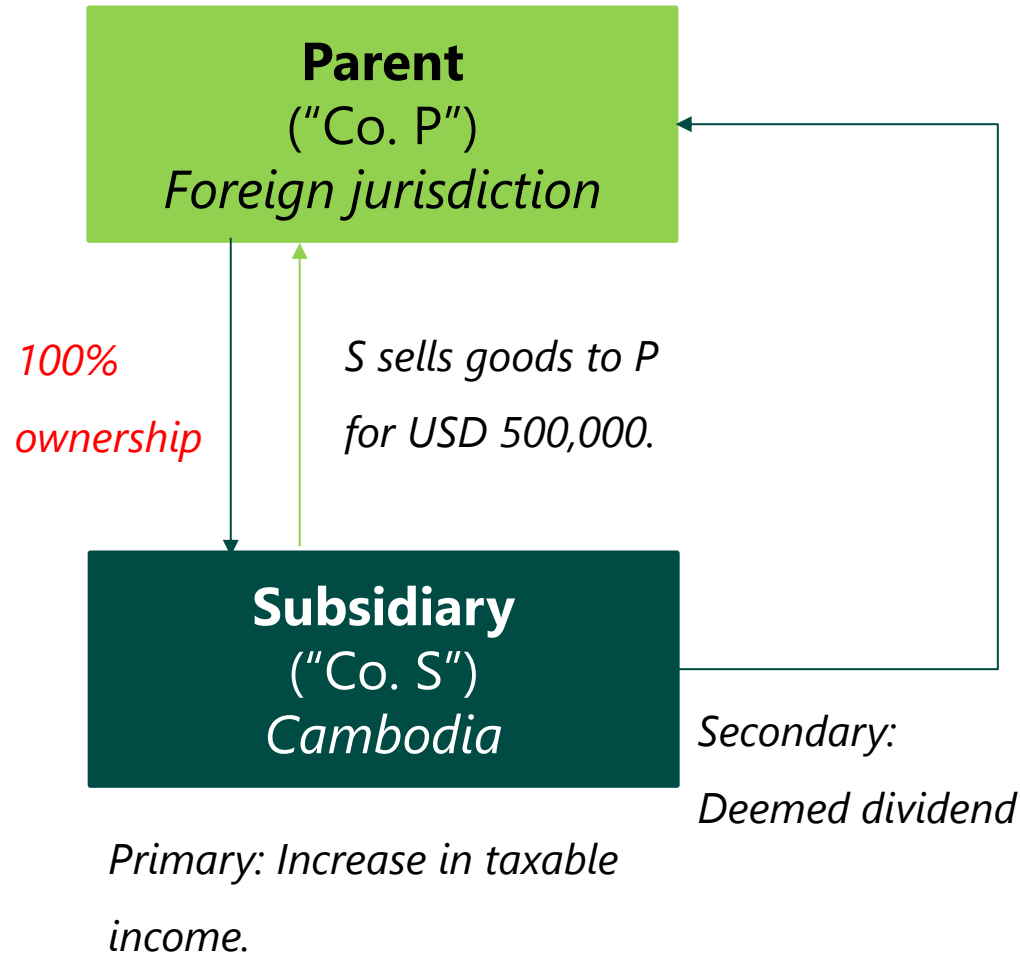 Parent
(“Co. P”)
Foreign jurisdiction
100%
ownership
S sells goods to P
for USD 500,000.
Subsidiary
(“Co. S”)
Cambodia
Secondary:
Deemed dividend
Primary: Increase in taxable
income.